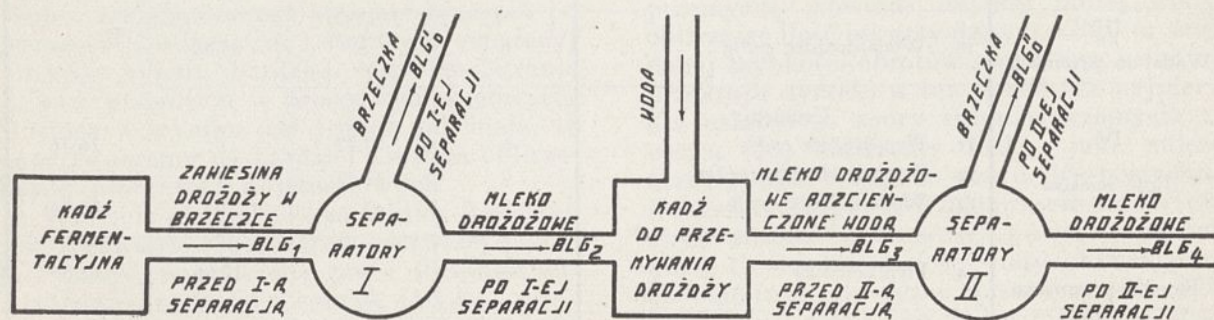 KADŹ
FERMEN-
TACYJNA
ZAWIESINA
DROŻDŻY W
BRZECZCE
BLG1
PRZED I-Ą
SEPARACJĄ
BRZECZKA
BLG'0
PO I-EJ
SEPARACJI
SEPA-
RATORY
I
MLEKO
DROŻDŻOWE
BLG2
PO I-EJ
SEPARACJI
WODA
KADŹ
DO PRZE-
MYWANIA
DROŻDŻY
MLEKO DROŻDŻO-
WE ROZCIEŃ-
CZONE WODĄ
BLG3
PRZED II-Ą
SEPARACJĄ
BRZECZKA
BLG''0
PO II-EJ
SEPARACJI
SEPA-
RATORY
II
MLEKO
DROŻDŻOWE
BLG4
PO II-EJ
SEPARACJI